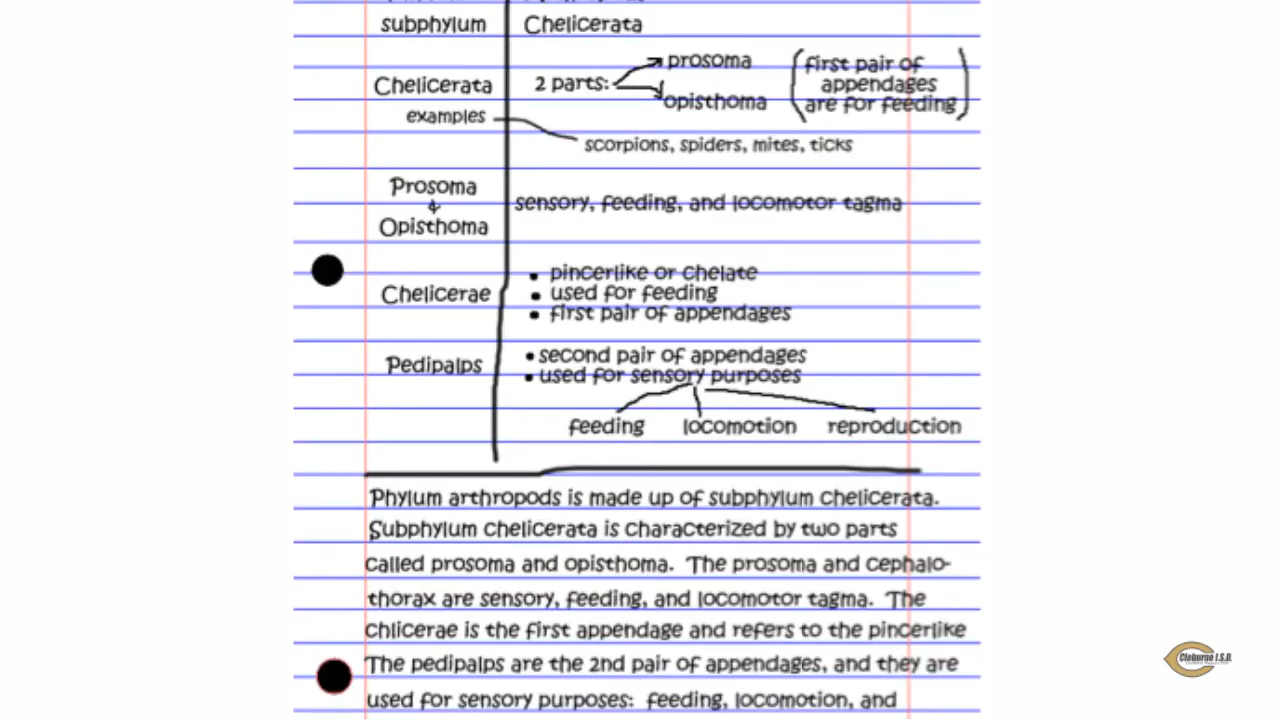 subphylum Chelicerata
Chelicerata 2 parts: prosoma opisthoma
(first pair of appendages are for feeding)
examples
scorpions, spiders, mites, ticks
Prosoma & Opisthoma
sensory, feeding, and locomotor tagma
Chelicerae
• pincerlike or chelate
• used for feeding
• first pair of appendages
Pedipalps
• second pair of appendages
• used for sensory purposes
feeding locomotion reproduction
Phylum arthropods is made up of subphylum chelicerata.
Subphylum chelicerata is characterized by two parts
called prosoma and opisthoma. The prosoma and cephalo-
thorax are sensory, feeding, and locomotor tagma. The
chlicerae is the first appendage and refers to the pincerlike
The pedipalps are the 2nd pair of appendages, and they are
used for sensory purposes: feeding, locomotion, and
Cleburne I.S.D.